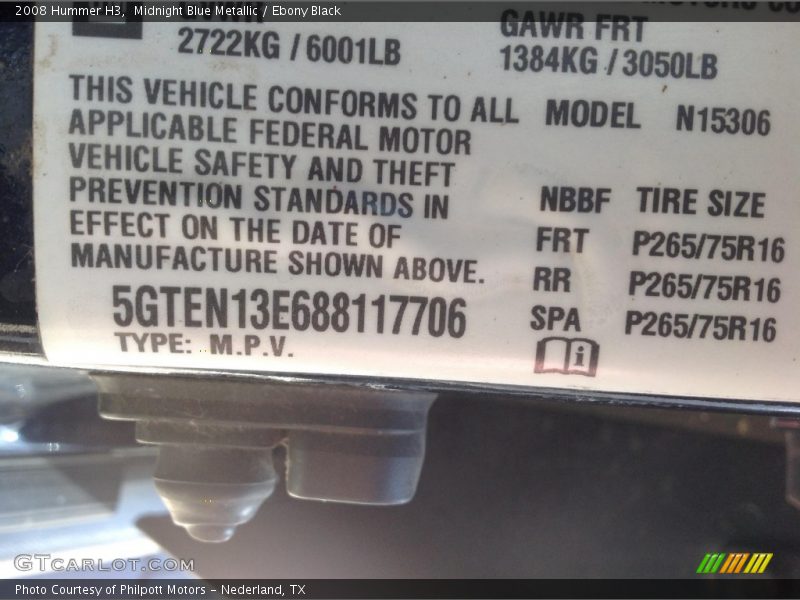 2008 Hummer H3, Midnight Blue Metallic / Ebony Black
GAWR FRT
2722KG / 6001LB
1384KG / 3050LB
THIS VEHICLE CONFORMS TO ALL
APPLICABLE FEDERAL MOTOR
VEHICLE SAFETY AND THEFT
PREVENTION STANDARDS IN
EFFECT ON THE DATE OF
MANUFACTURE SHOWN ABOVE.
5GTEN13E688117706
TYPE: M.P.V.
MODEL N15306
NBBF TIRE SIZE
FRT P265/75R16
RR P265/75R16
SPA P265/75R16
i
GTCARLOT.COM
Photo Courtesy of Philpott Motors - Nederland, TX